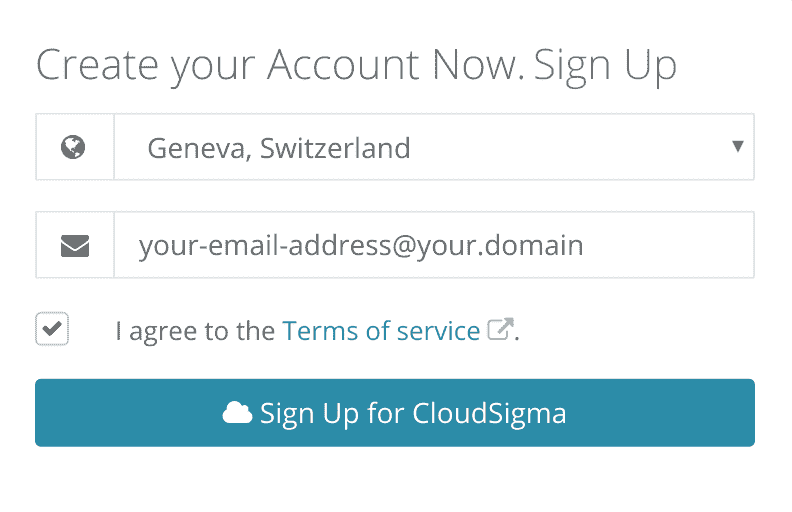 Create your Account Now. Sign Up
Geneva, Switzerland
your-email-address@your.domain
I agree to the Terms of service.
Sign Up for CloudSigma